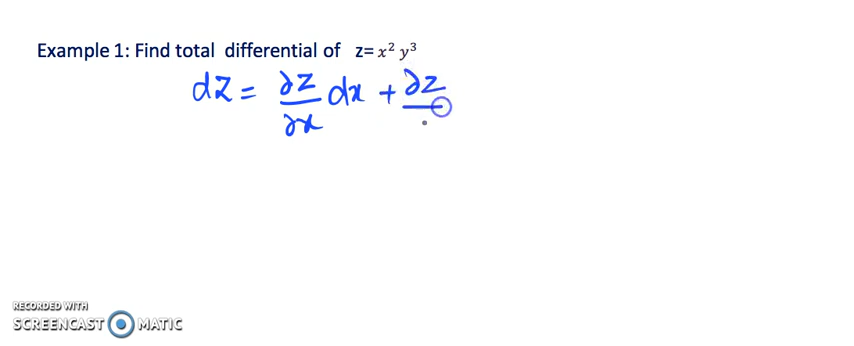 Example 1: Find total differential of z= x² y³
dz = ∂z/∂x dx + ∂z
RECORDED WITH
SCREENCAST MATIC